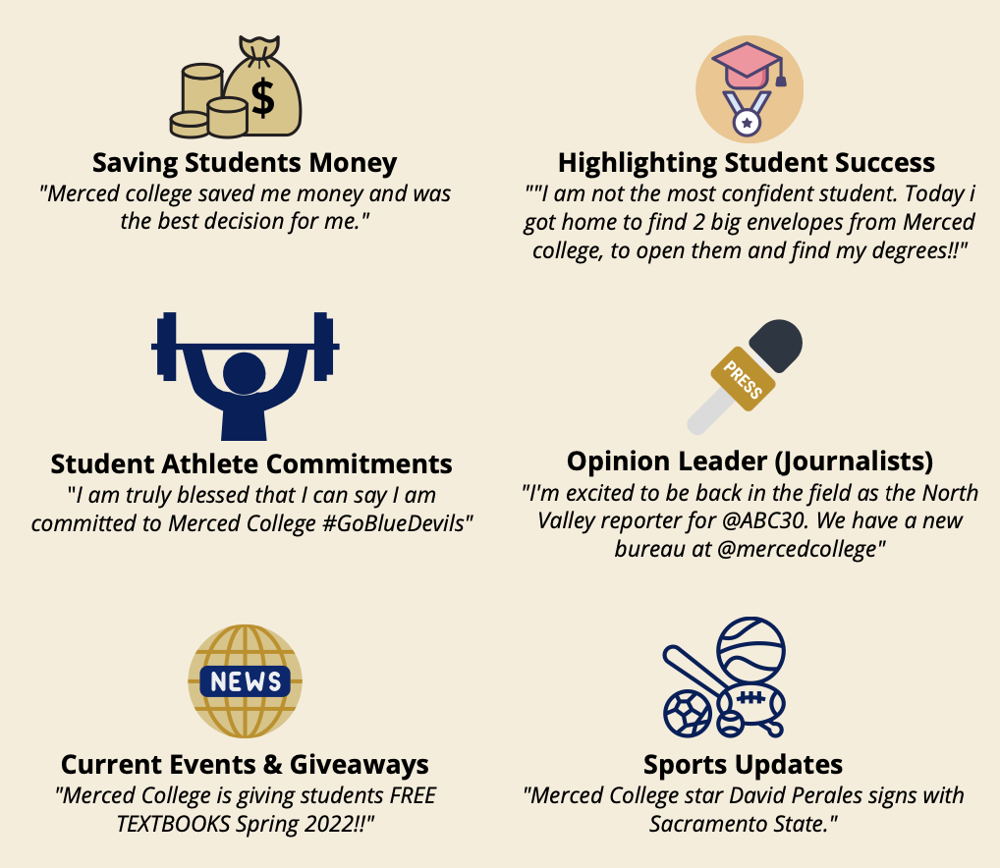 $
Saving Students Money
"Merced college saved me money and was
the best decision for me."
Highlighting Student Success
""I am not the most confident student. Today i
got home to find 2 big envelopes from Merced
college, to open them and find my degrees!!"
Student Athlete Commitments
"I am truly blessed that I can say I am
committed to Merced College #GoBlueDevils"
PRESS
Opinion Leader (Journalists)
"I'm excited to be back in the field as the North
Valley reporter for @ABC30. We have a new
bureau at @mercedcollege"
NEWS
Current Events & Giveaways
"Merced College is giving students FREE
TEXTBOOKS Spring 2022!!"
Sports Updates
"Merced College star David Perales signs with
Sacramento State."